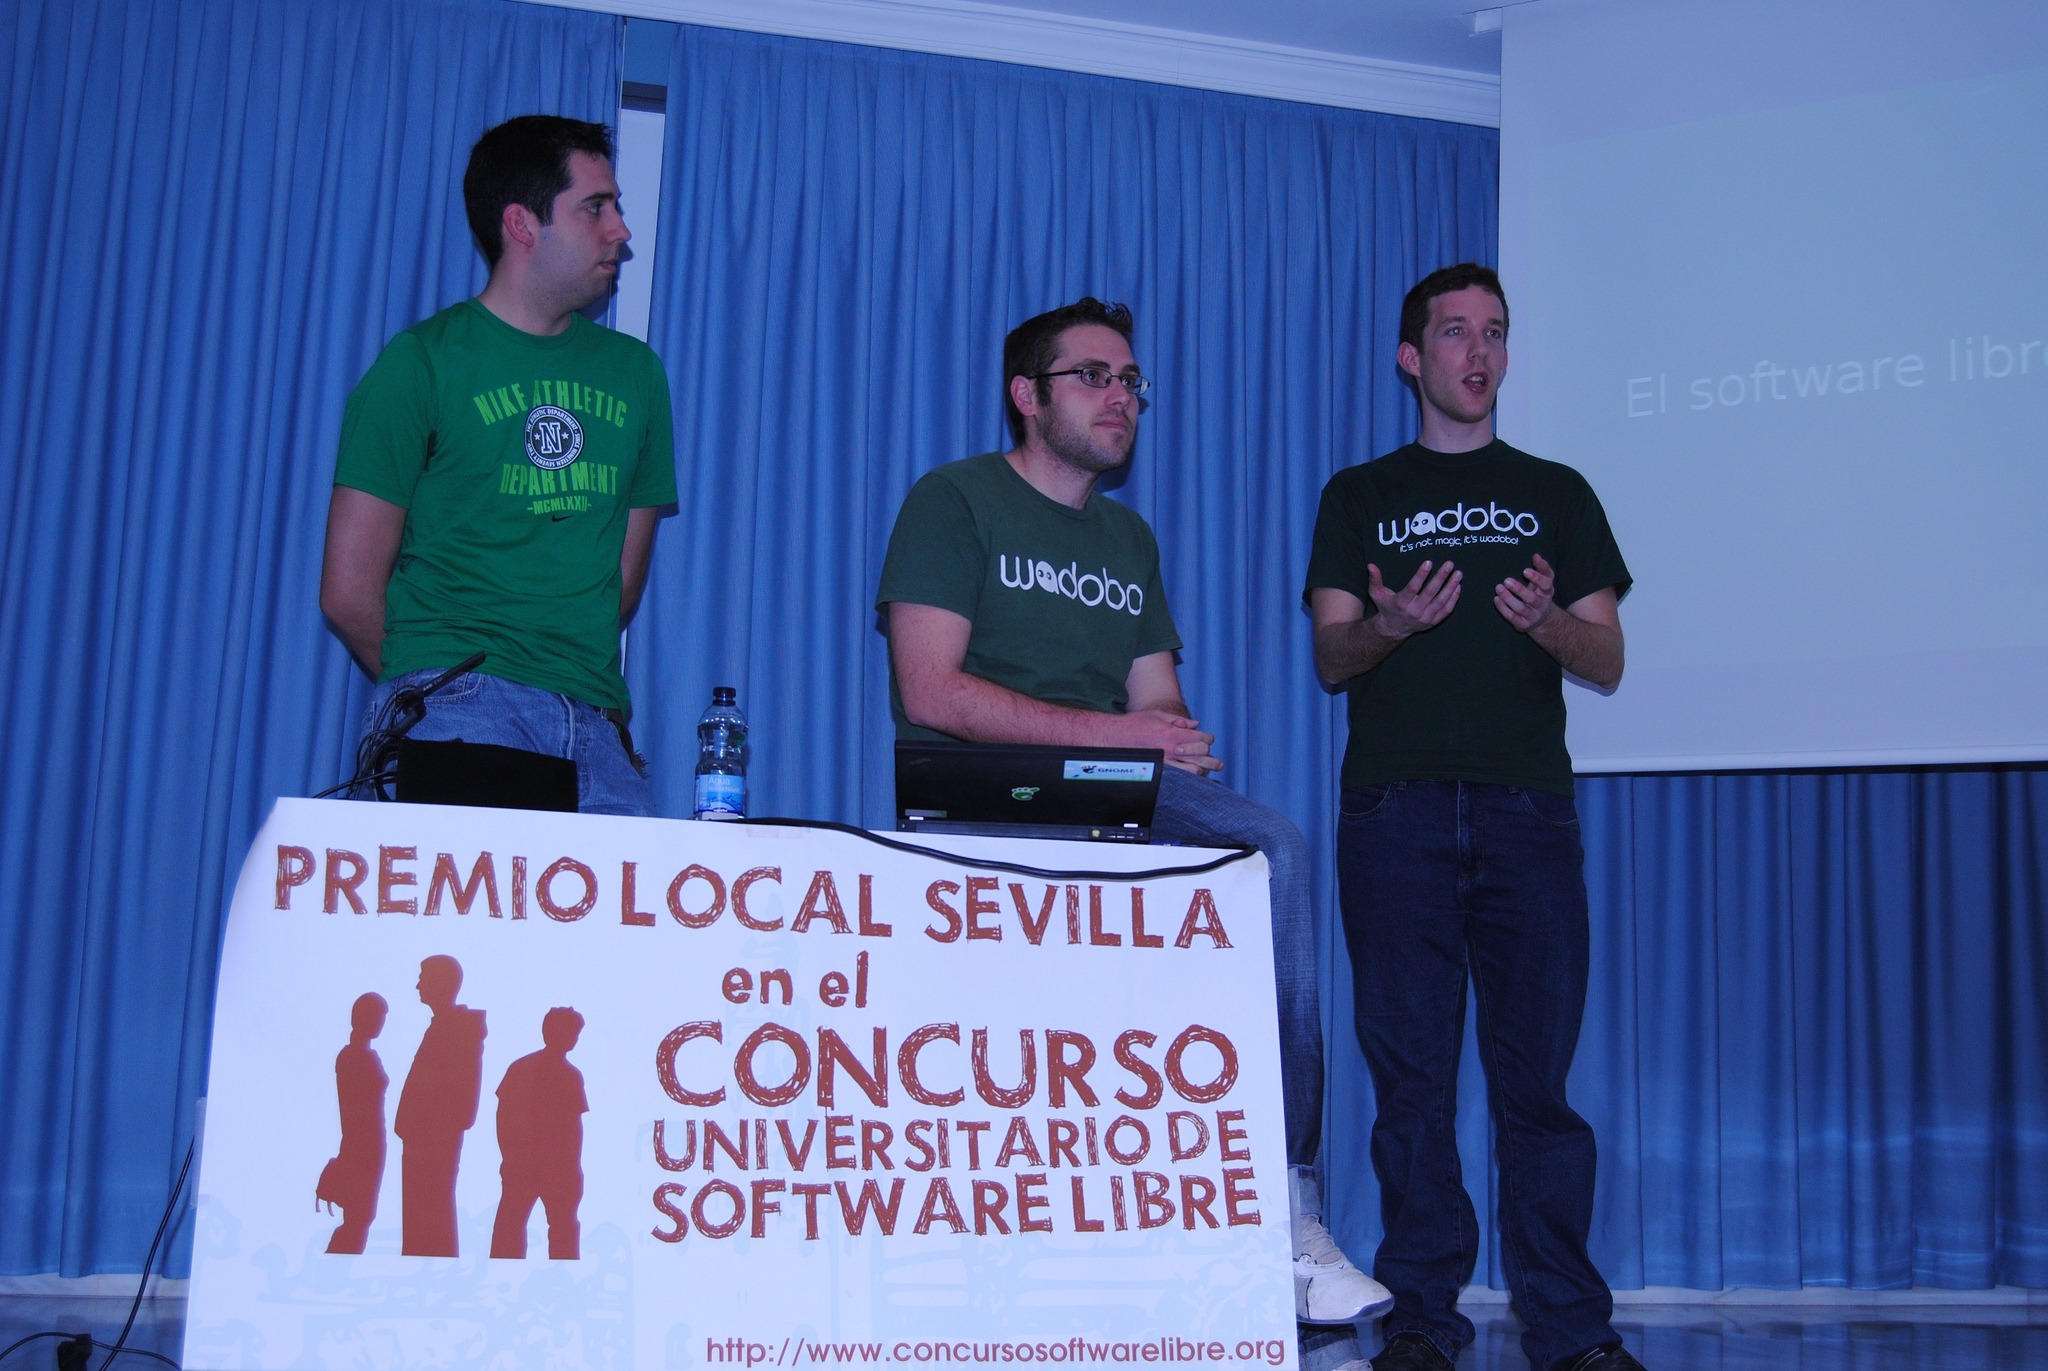 El software libr
NIKE ATHLETIC
N
DEPARTMENT
-MCMLXXII-
wadobo
wadobo
it's not magic, it's wadobo!
GNOME
Agua
PREMIO LOCAL SEVILLA
en el
CONCURSO
UNIVERSITARIO DE
SOFTWARE LIBRE
http://www.concursosoftwarelibre.org